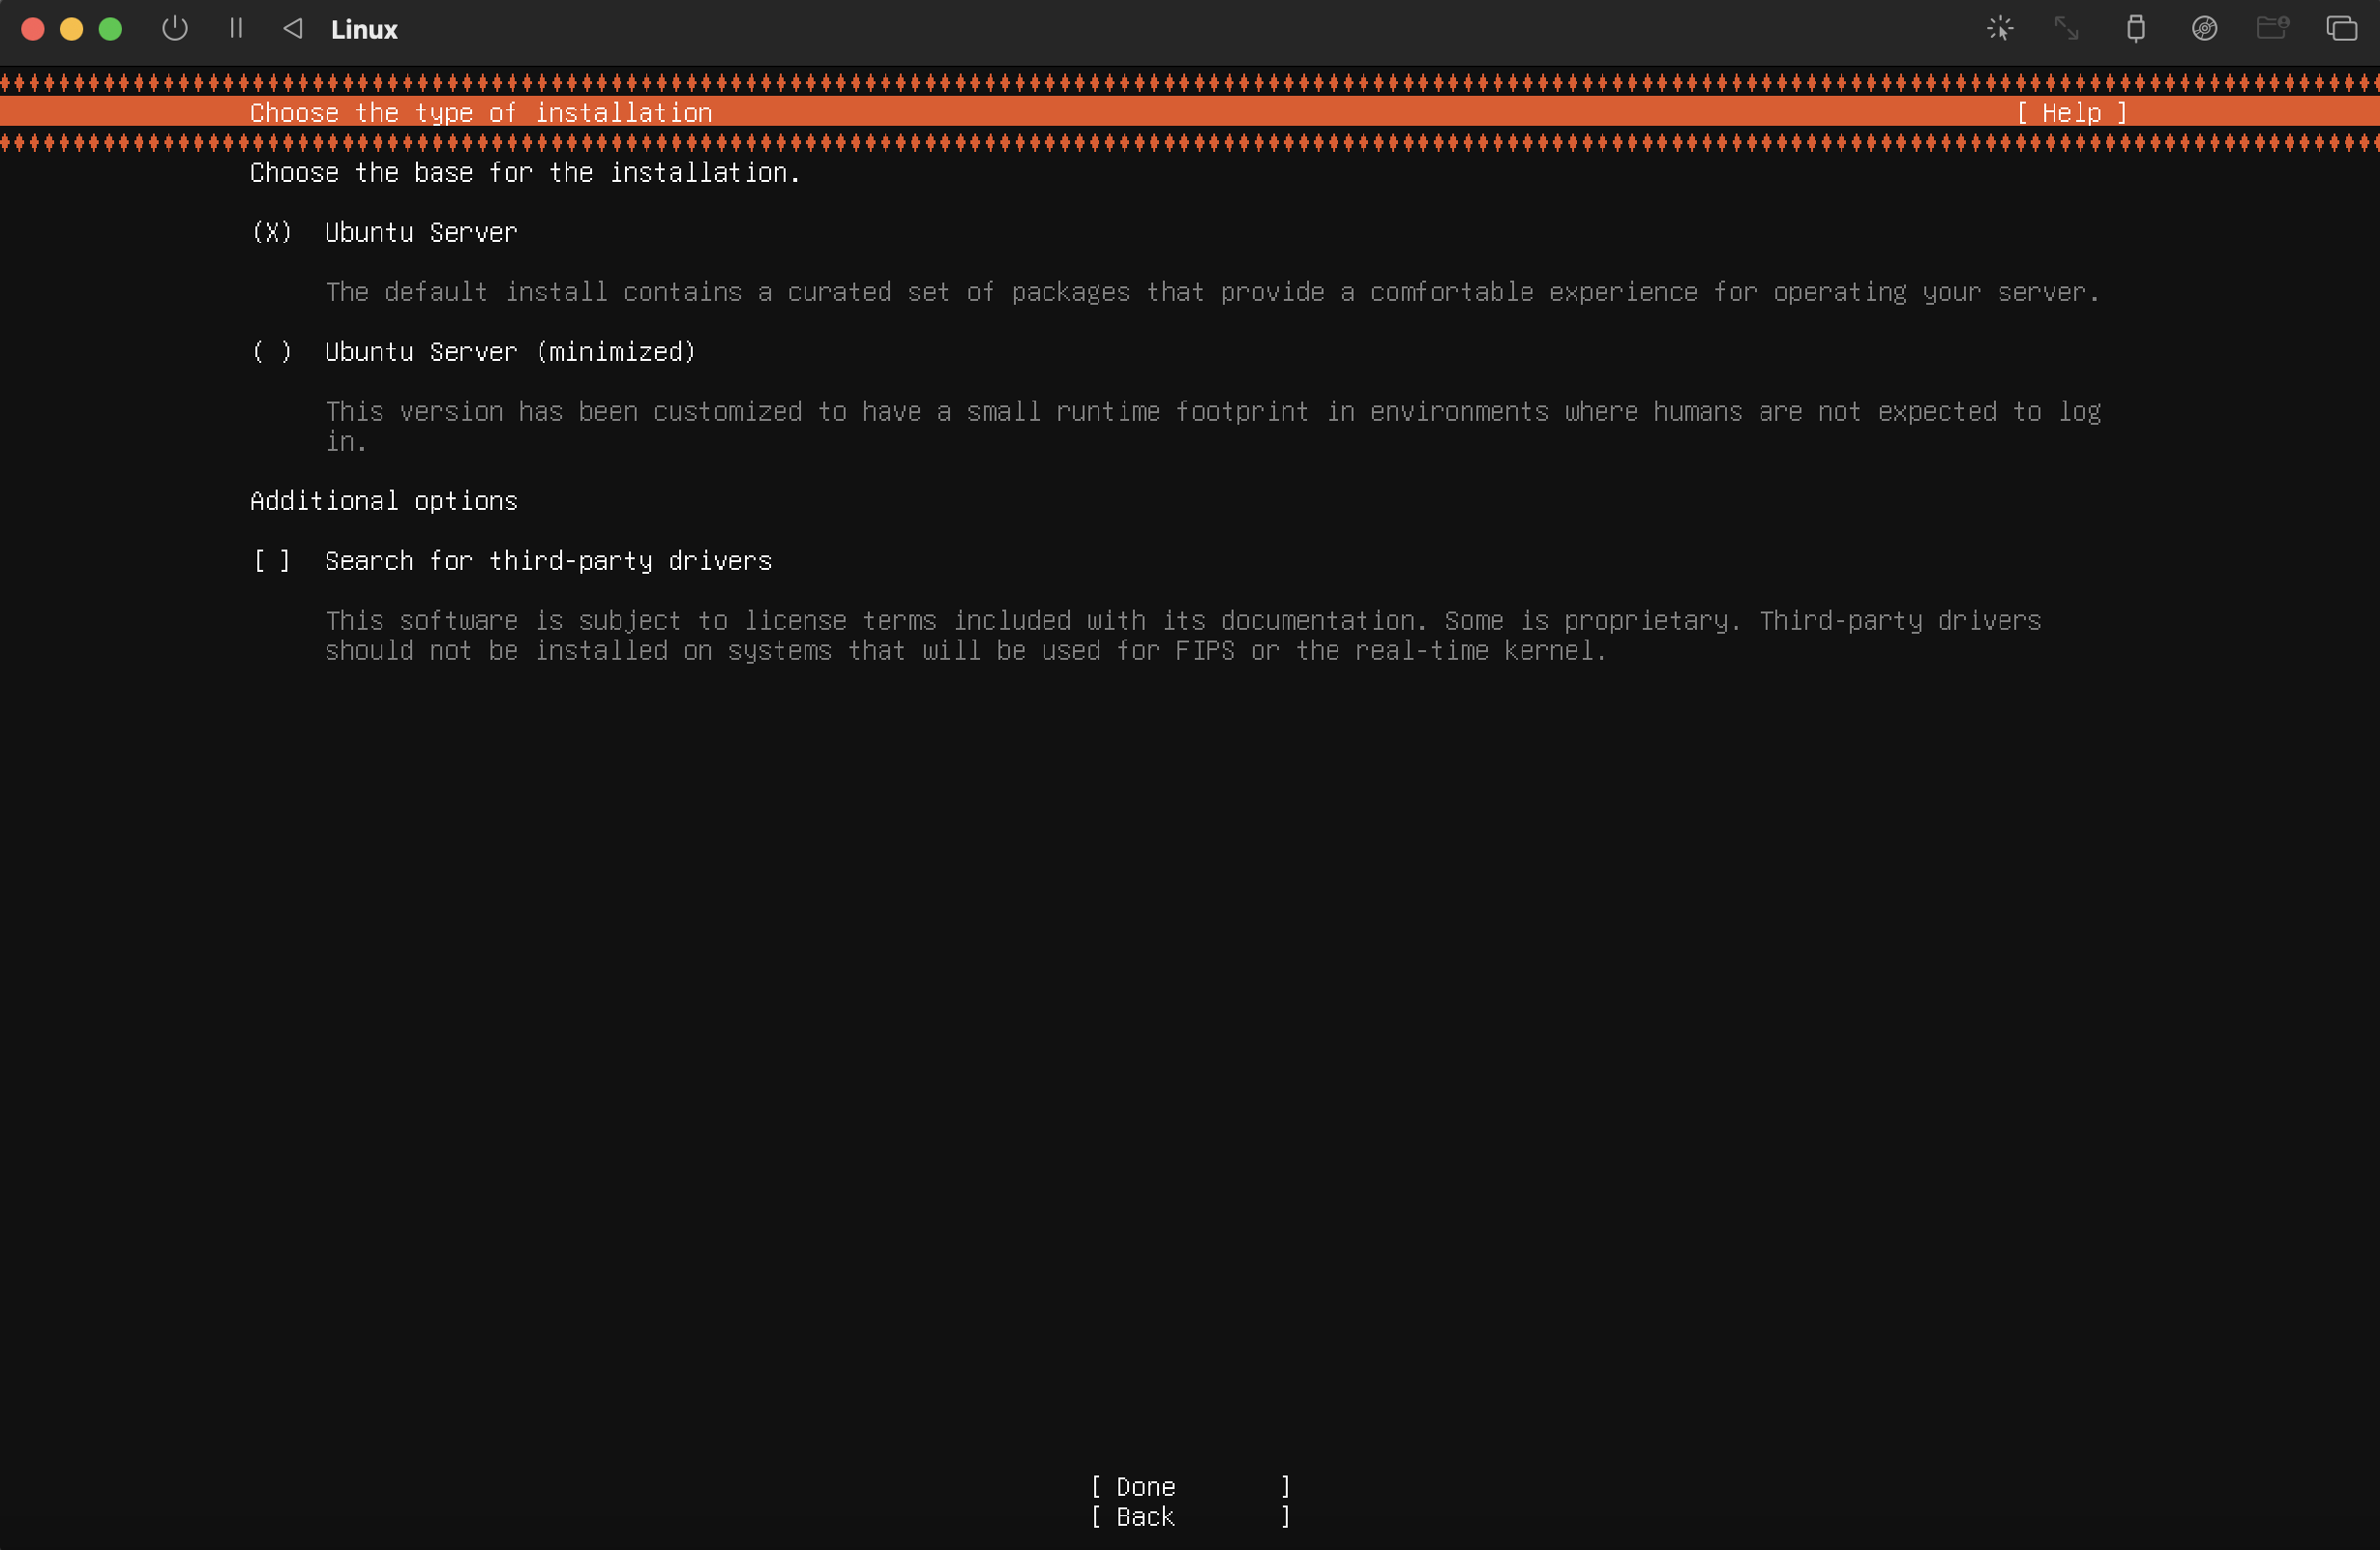 Linux
Choose the type of installation [ Help ]
Choose the base for the installation.
(X) Ubuntu Server
The default install contains a curated set of packages that provide a comfortable experience for operating your server.
( ) Ubuntu Server (minimized)
This version has been customized to have a small runtime footprint in environments where humans are not expected to log
in.
Additional options
[ ] Search for third-party drivers
This software is subject to license terms included with its documentation. Some is proprietary. Third-party drivers
should not be installed on systems that will be used for FIPS or the real-time kernel.
[ Done ]
[ Back ]